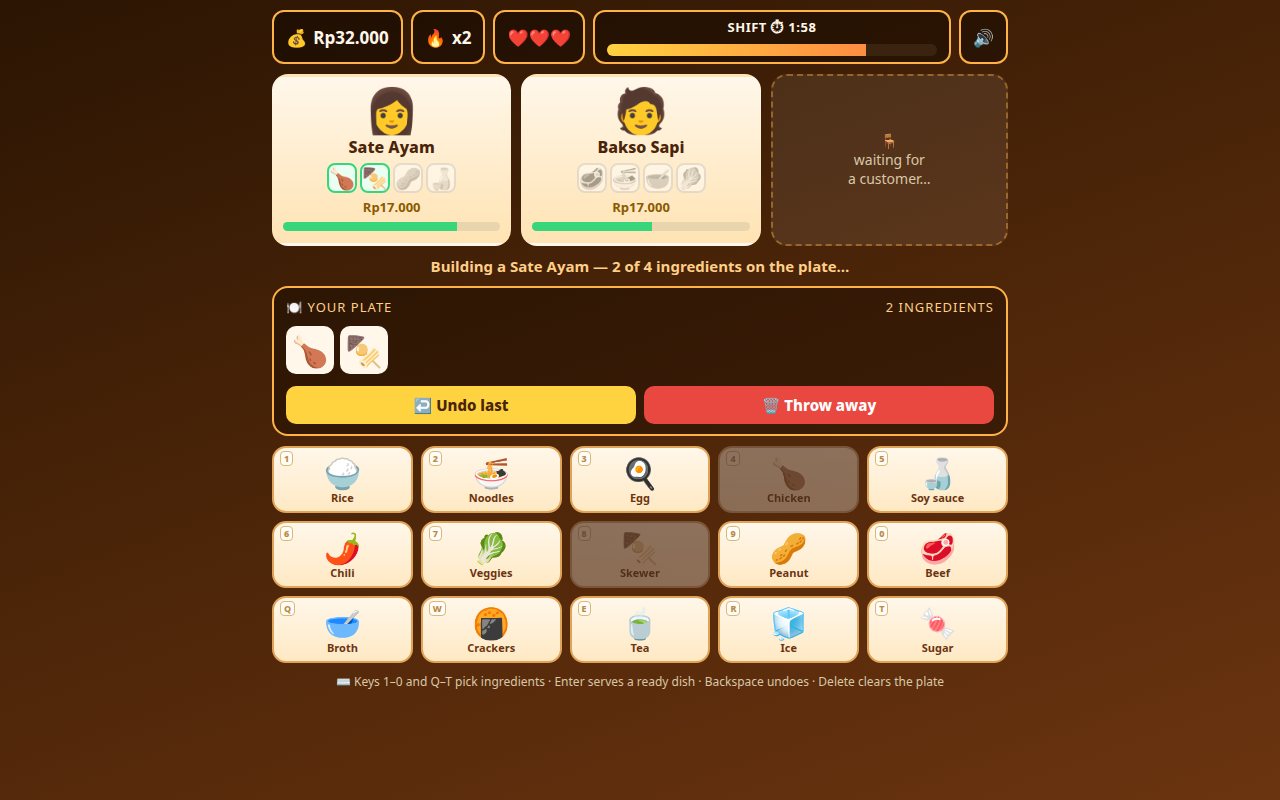 Rp32.000
x2
SHIFT ⏱ 1:58
Sate Ayam
Rp17.000
Bakso Sapi
Rp17.000
waiting for
a customer...
Building a Sate Ayam — 2 of 4 ingredients on the plate...
YOUR PLATE
2 INGREDIENTS
Undo last
Throw away
1
Rice
2
Noodles
3
Egg
4
Chicken
5
Soy sauce
6
Chili
7
Veggies
8
Skewer
9
Peanut
0
Beef
Q
Broth
W
Crackers
E
Tea
R
Ice
T
Sugar
Keys 1–0 and Q–T pick ingredients · Enter serves a ready dish · Backspace undoes · Delete clears the plate